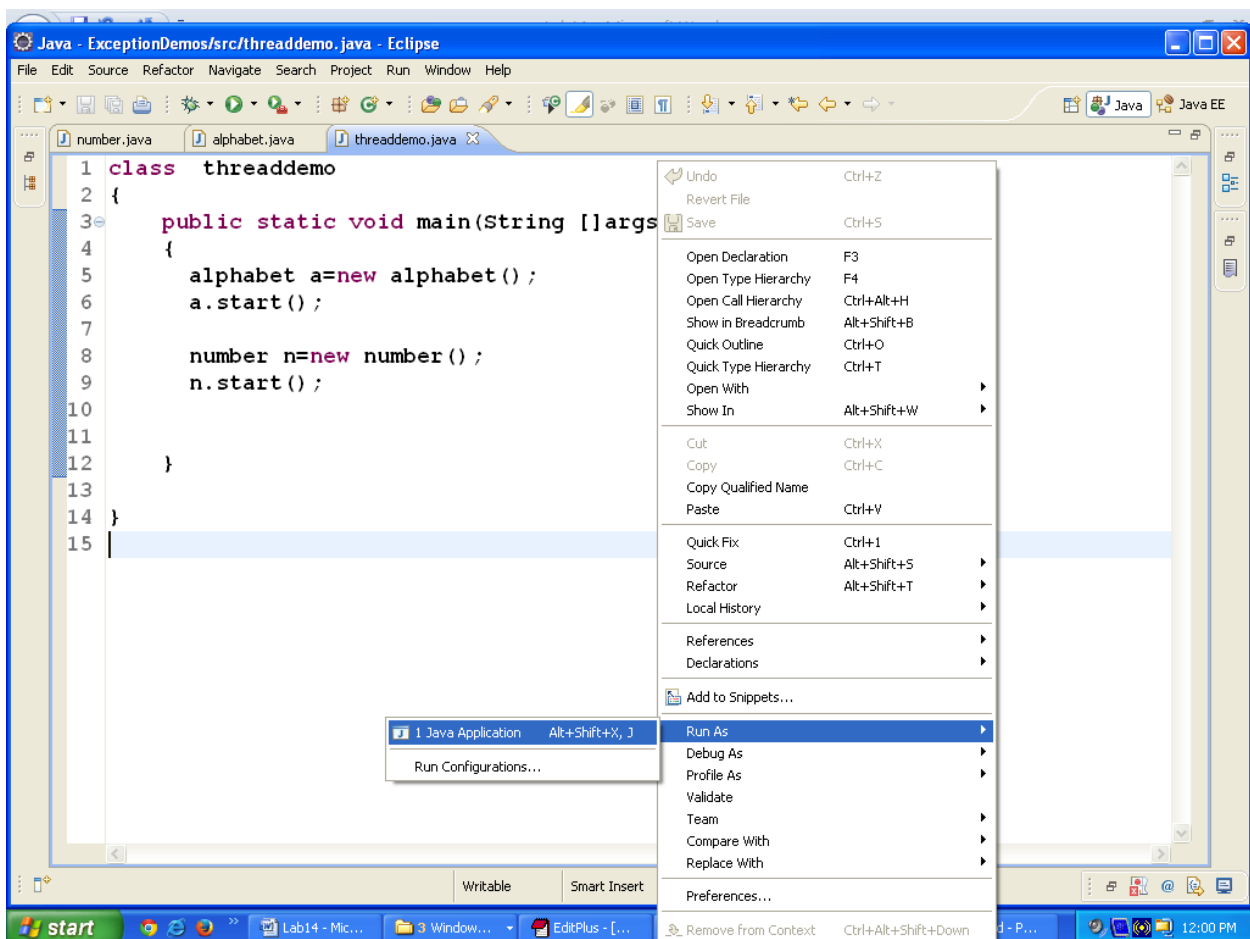 Java - ExceptionDemos/src/threaddemo.java - Eclipse
File Edit Source Refactor Navigate Search Project Run Window Help
Java Java EE
number.java alphabet.java threaddemo.java
1 class threaddemo
2 {
3 public static void main(String []args
4 {
5 alphabet a=new alphabet();
6 a.start();
7
8 number n=new number();
9 n.start();
10
11
12 }
13
14 }
15
Undo Ctrl+Z
Revert File
Save Ctrl+S
Open Declaration F3
Open Type Hierarchy F4
Open Call Hierarchy Ctrl+Alt+H
Show in Breadcrumb Alt+Shift+B
Quick Outline Ctrl+O
Quick Type Hierarchy Ctrl+T
Open With
Show In Alt+Shift+W
Cut Ctrl+X
Copy Ctrl+C
Copy Qualified Name
Paste Ctrl+V
Quick Fix Ctrl+1
Source Alt+Shift+S
Refactor Alt+Shift+T
Local History
References
Declarations
Add to Snippets...
Run As
Debug As
Profile As
Validate
Team
Compare With
Replace With
Preferences...
Remove from Context Ctrl+Alt+Shift+Down
1 Java Application Alt+Shift+X, J
Run Configurations...
Writable Smart Insert
start Lab14 - Mic... 3 Window... EditPlus - [... d - P... 12:00 PM